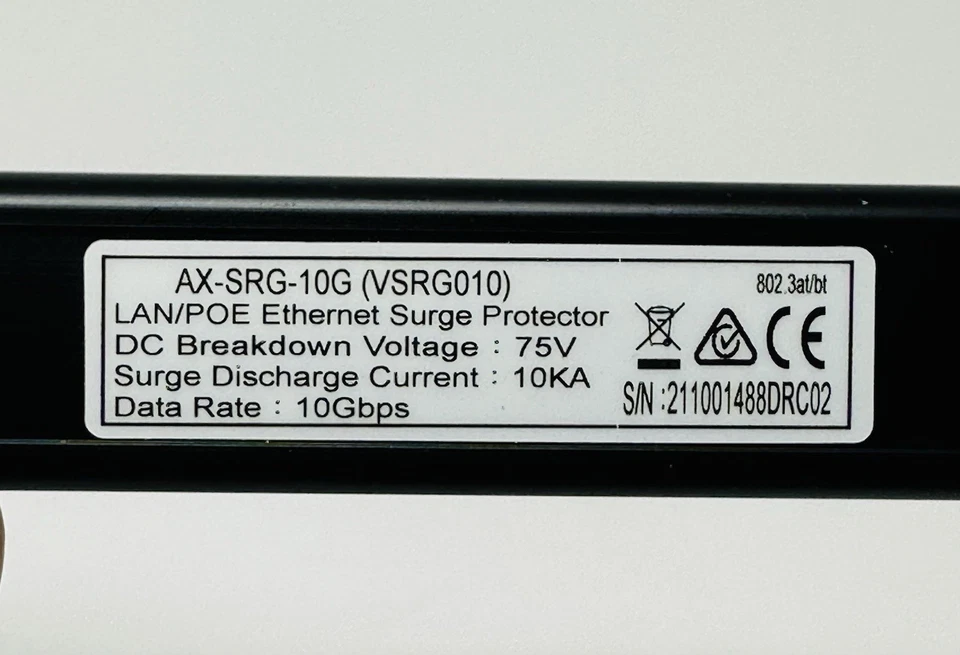 AX-SRG-10G (VSRG010)
802.3at/bt
LAN/POE Ethernet Surge Protector
DC Breakdown Voltage : 75V
Surge Discharge Current : 10KA
Data Rate : 10Gbps
CE
S/N :211001488DRC02